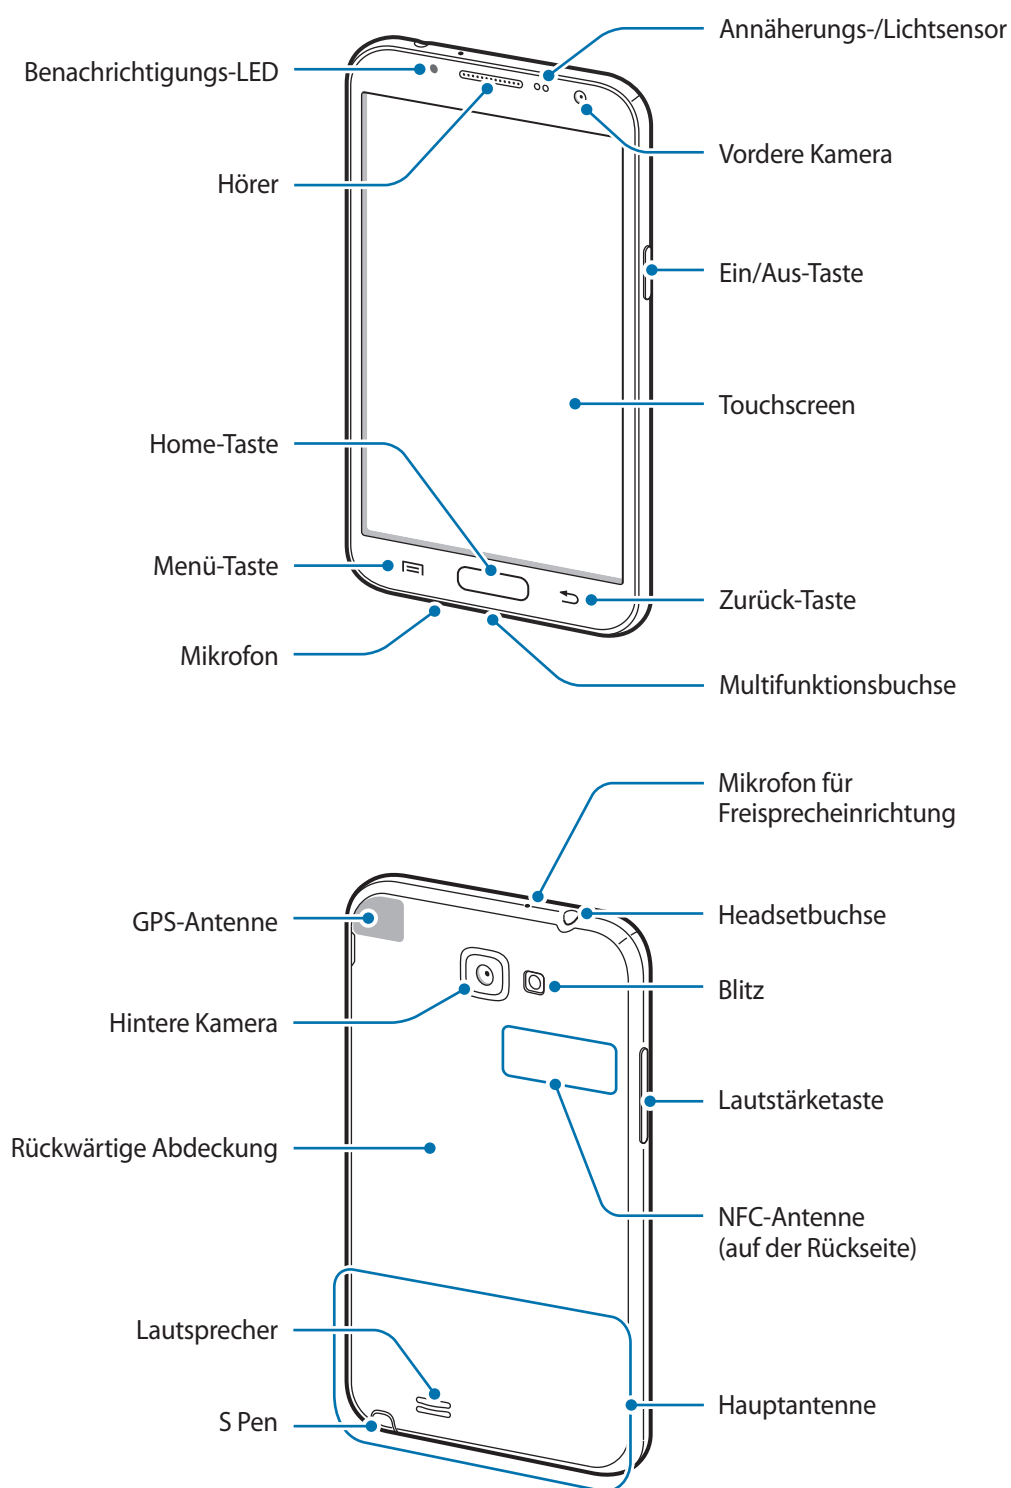 Annäherungs-/Lichtsensor
Benachrichtigungs-LED
Vordere Kamera
Hörer
Ein/Aus-Taste
Touchscreen
Home-Taste
Menü-Taste
Zurück-Taste
Mikrofon
Multifunktionsbuchse
Mikrofon für
Freisprecheinrichtung
GPS-Antenne
Headsetbuchse
Blitz
Hintere Kamera
Lautstärketaste
Rückwärtige Abdeckung
NFC-Antenne
(auf der Rückseite)
Lautsprecher
Hauptantenne
S Pen